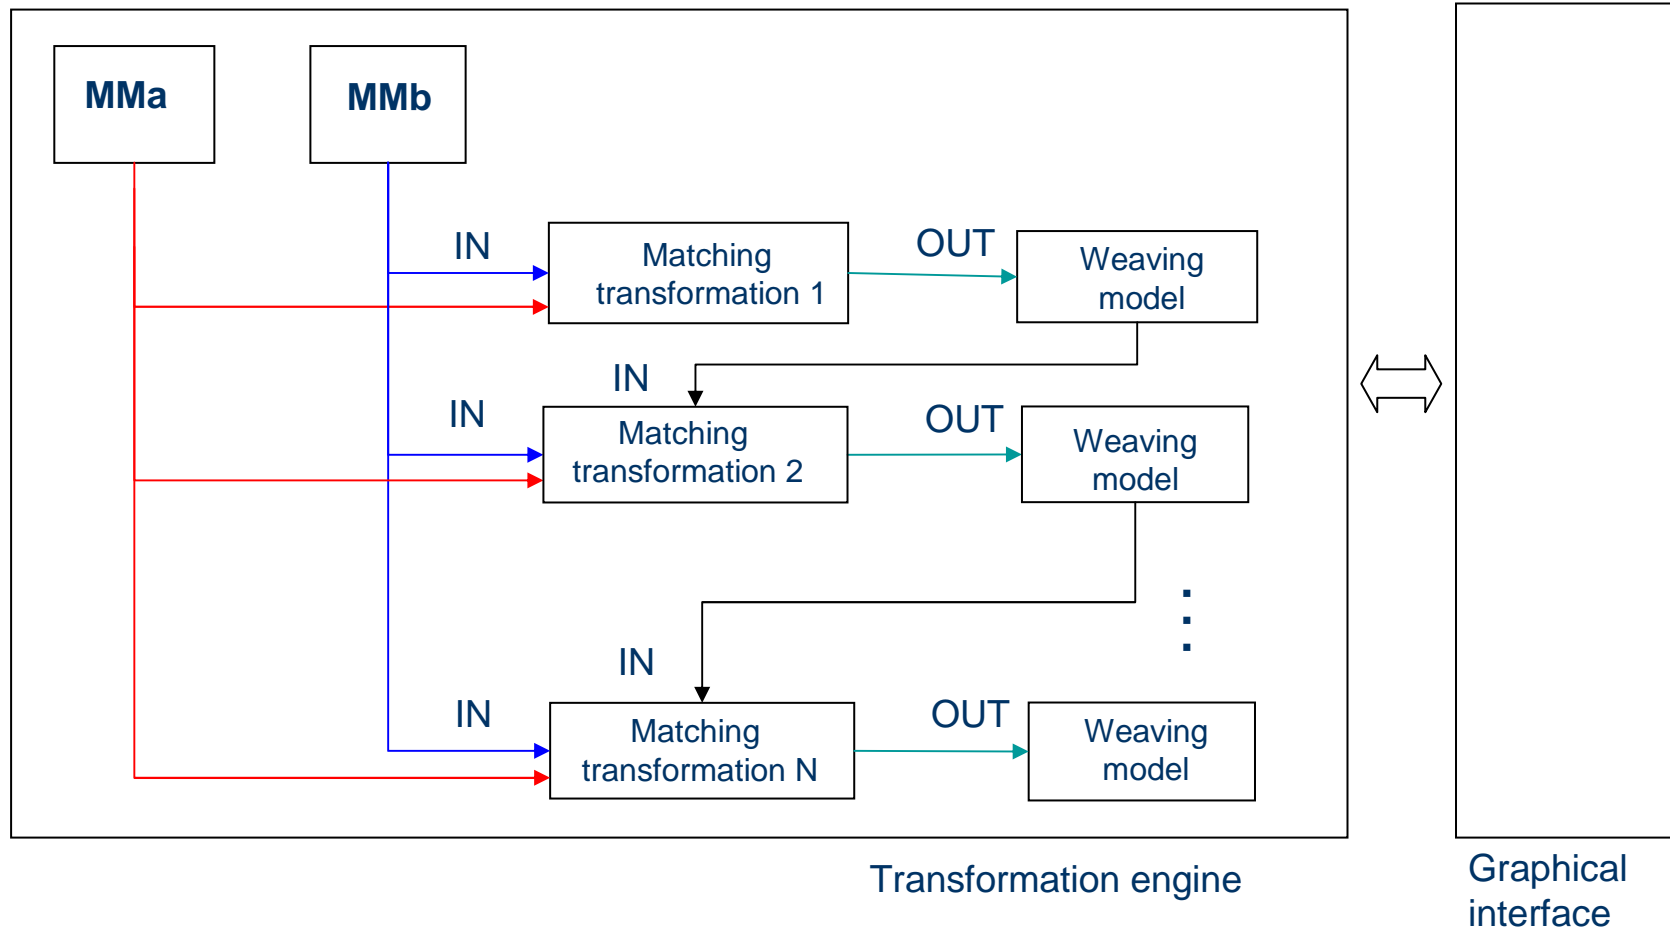 MMa
MMb
IN
Matching
transformation 1
OUT
Weaving
model
IN
IN
Matching
transformation 2
OUT
Weaving
model
IN
IN
Matching
transformation N
OUT
Weaving
model
Transformation engine
Graphical
interface